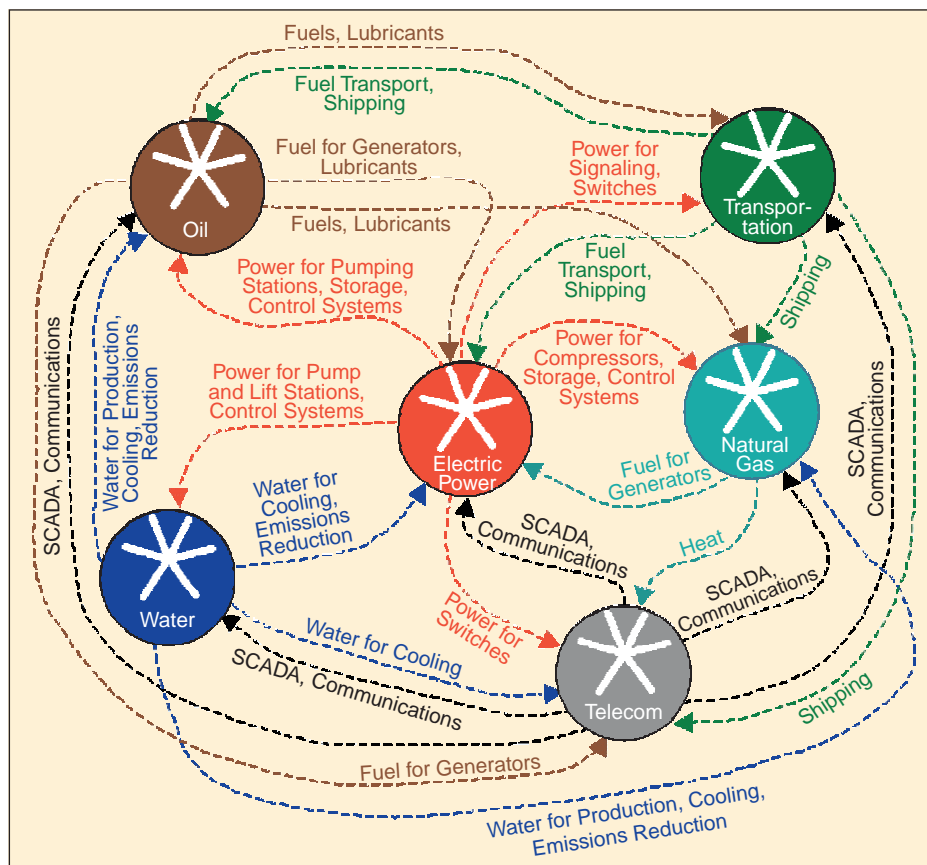 Fuels, Lubricants
Fuel Transport,
Shipping
Fuel for Generators,
Lubricants
Power for
Signaling,
Switches
Transpor-
tation
Oil
Fuels, Lubricants
Fuel
Transport,
Shipping
Shipping
Power for Pumping
Stations, Storage,
Control Systems
Power for
Compressors,
Storage, Control
Systems
Power for Pump
and Lift Stations,
Control Systems
SCADA, Communications
Water for Production,
Cooling, Emissions
Reduction
SCADA,
Communications
Electric
Power
Natural
Gas
Fuel for
Generators
Water for
Cooling,
Emissions
Reduction
SCADA,
Communications
Heat
SCADA,
Communications
Water
Power for
Switches
Water for Cooling
SCADA, Communications
Telecom
Shipping
Fuel for Generators
Water for Production, Cooling,
Emissions Reduction